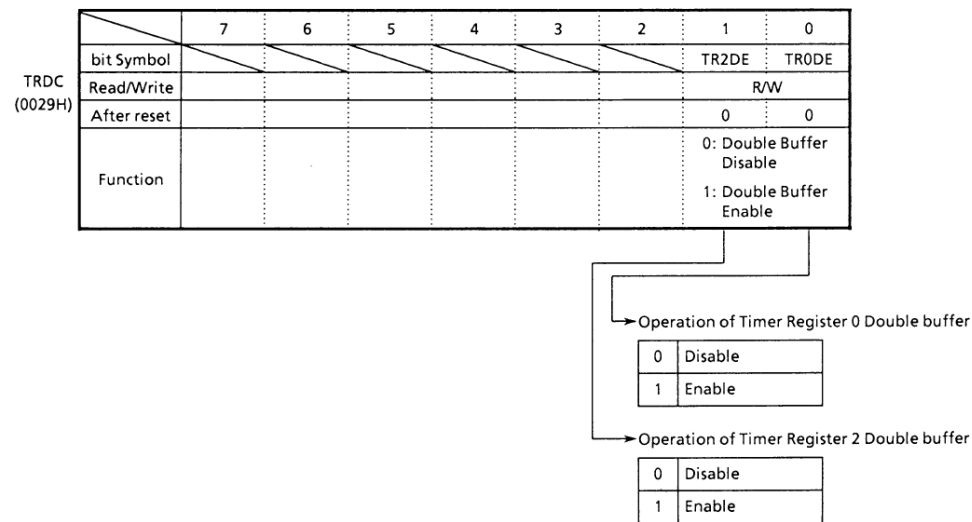 7 6 5 4 3 2 1 0
bit Symbol TR2DE TR0DE
TRDC
(0029H)
Read/Write R/W
After reset 0 0
Function
0: Double Buffer
Disable
1: Double Buffer
Enable
Operation of Timer Register 0 Double buffer
0 Disable
1 Enable
Operation of Timer Register 2 Double buffer
0 Disable
1 Enable